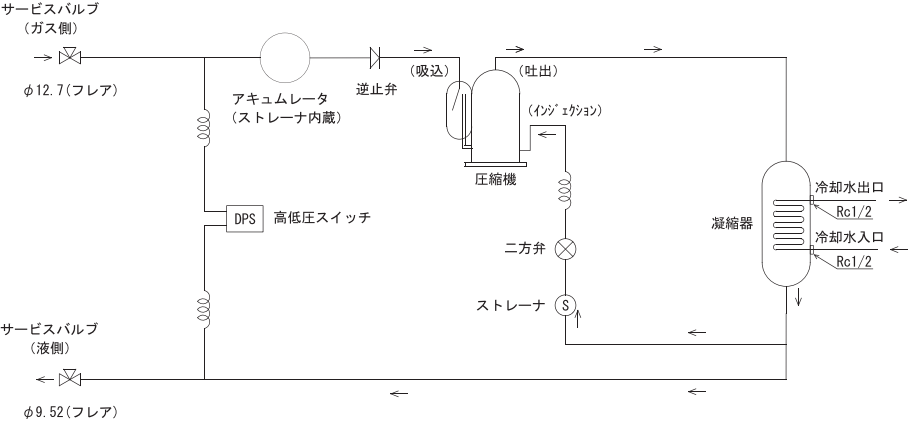 サービスバルブ
(ガス側)
φ12.7(フレア)
アキュムレータ
(ストレーナ内蔵)
逆止弁
(吸込)
(吐出)
(インジェクション)
圧縮機
冷却水出口
Rc1/2
凝縮器
冷却水入口
Rc1/2
DPS
高低圧スイッチ
二方弁
ストレーナ
S
サービスバルブ
(液側)
φ9.52(フレア)